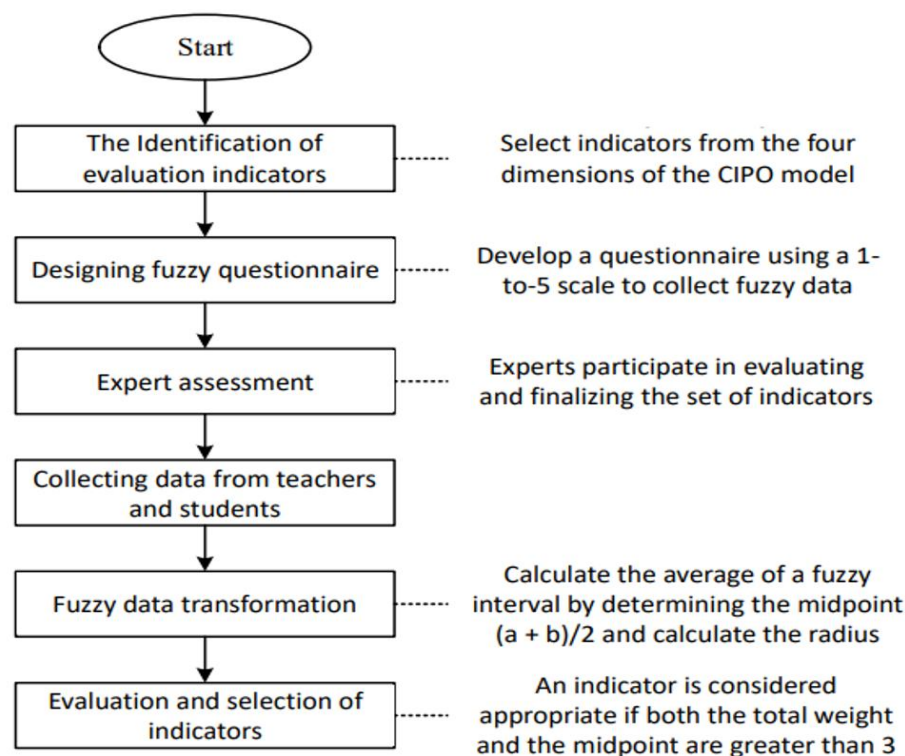 Start
The Identification of
evaluation indicators
Select indicators from the four
dimensions of the CIPO model
Designing fuzzy questionnaire
Develop a questionnaire using a 1-
to-5 scale to collect fuzzy data
Expert assessment
Experts participate in evaluating
and finalizing the set of indicators
Collecting data from teachers
and students
Fuzzy data transformation
Calculate the average of a fuzzy
interval by determining the midpoint
(a + b)/2 and calculate the radius
Evaluation and selection of
indicators
An indicator is considered
appropriate if both the total weight
and the midpoint are greater than 3